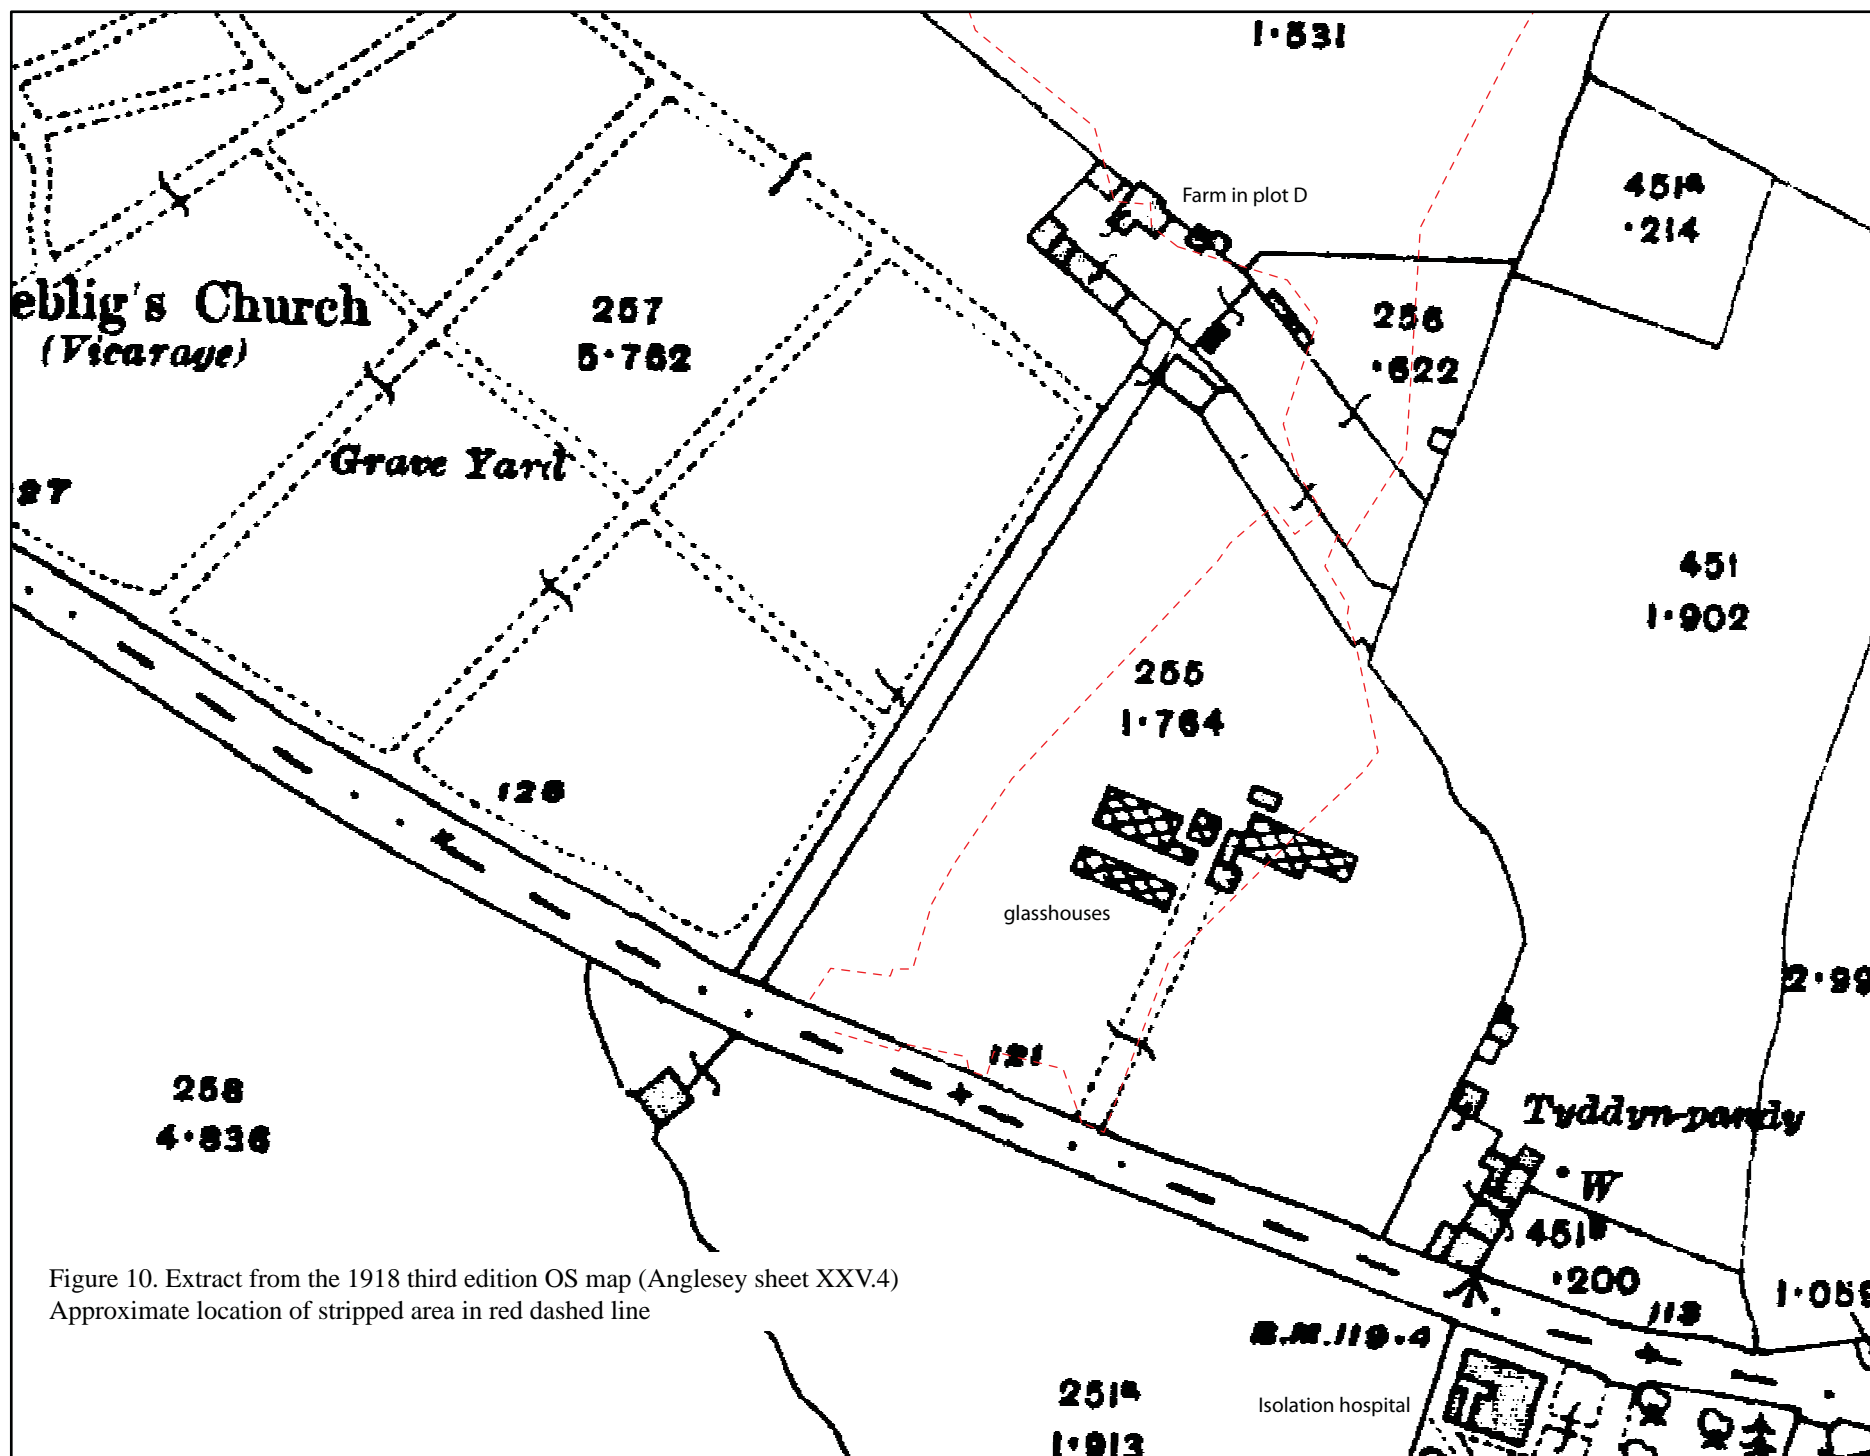 1·531
451a
·214
Farm in plot D
eblig's Church
(Vicarage)
257
5·762
256
·622
Grave Yard
27
451
1·902
255
1·764
126
glasshouses
2·99
121
258
4·836
Tyddyn-pandy
W
451B
·200
113
1·059
Figure 10. Extract from the 1918 third edition OS map (Anglesey sheet XXV.4)
Approximate location of stripped area in red dashed line
B.M.119·4
251a
1·913
Isolation hospital